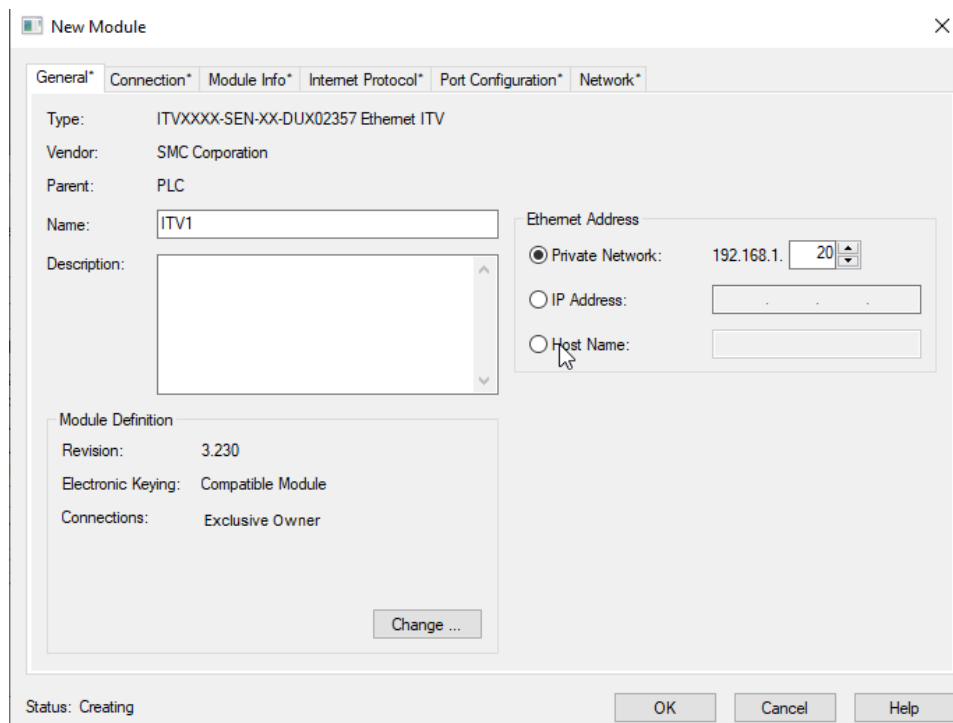 New Module
General* Connection* Module Info* Internet Protocol* Port Configuration* Network*
Type: ITVXXXX-SEN-XX-DUX02357 Ethernet ITV
Vendor: SMC Corporation
Parent: PLC
Name: ITV1
Description:
Ethernet Address
Private Network: 192.168.1. 20
IP Address: . . .
Host Name:
Module Definition
Revision: 3.230
Electronic Keying: Compatible Module
Connections: Exclusive Owner
Change ...
Status: Creating
OK Cancel Help